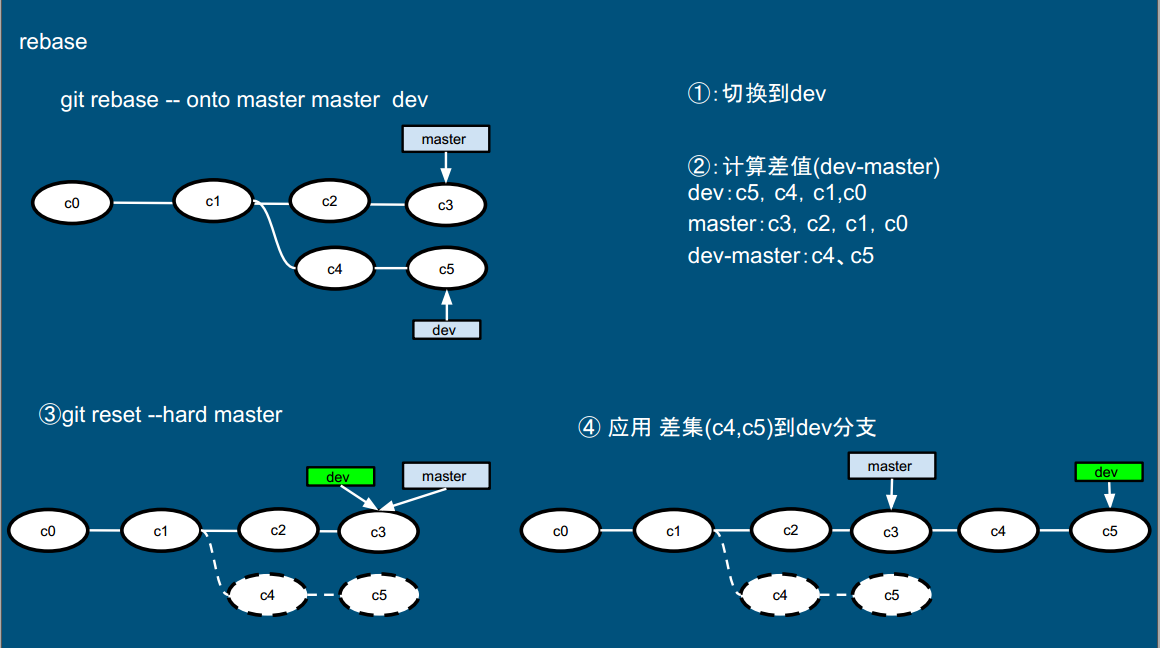 rebase
git rebase -- onto master master dev
master
c0
c1
c2
c3
c4
c5
dev
①：切换到dev
②：计算差值(dev-master)
dev：c5，c4，c1,c0
master：c3，c2，c1，c0
dev-master：c4、c5
③git reset --hard master
dev
master
c0
c1
c2
c3
c4
c5
④ 应用 差集(c4,c5)到dev分支
master
dev
c0
c1
c2
c3
c4
c5
c4
c5